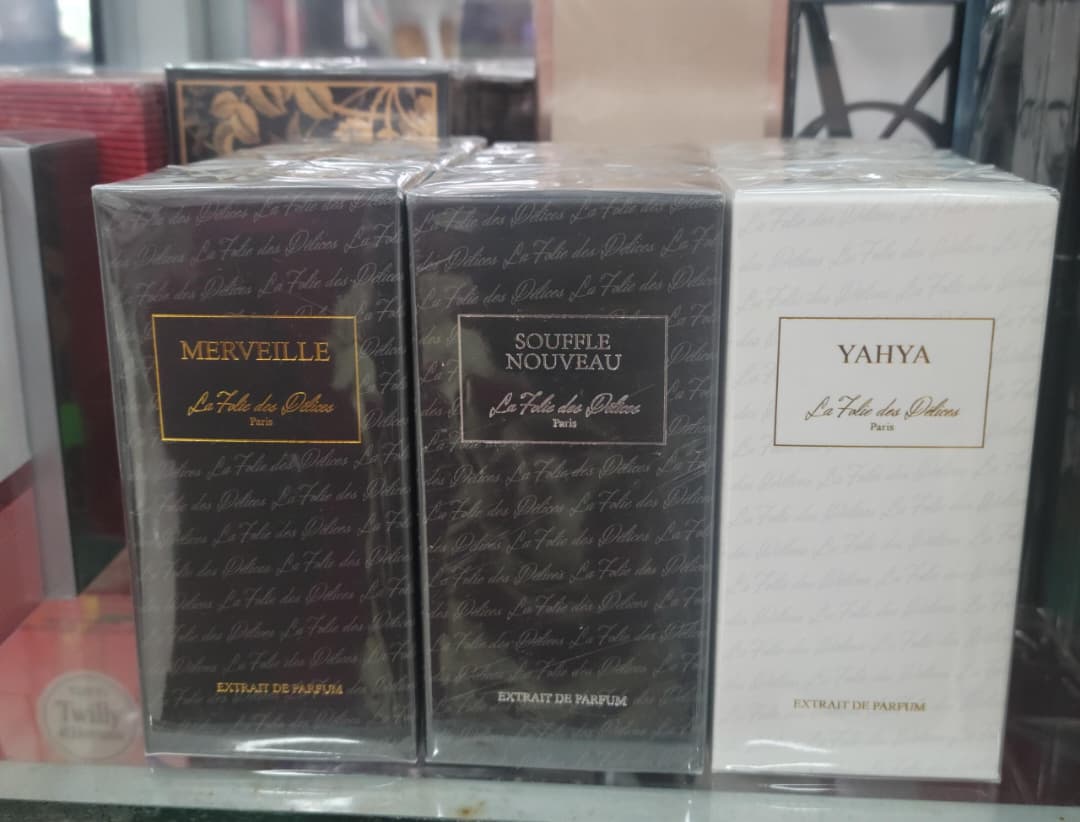 MERVEILLE
La Folie des Délices
Paris
EXTRAIT DE PARFUM
SOUFFLE
NOUVEAU
La Folie des Délices
Paris
EXTRAIT DE PARFUM
YAHYA
La Folie des Délices
Paris
EXTRAIT DE PARFUM
Twilly